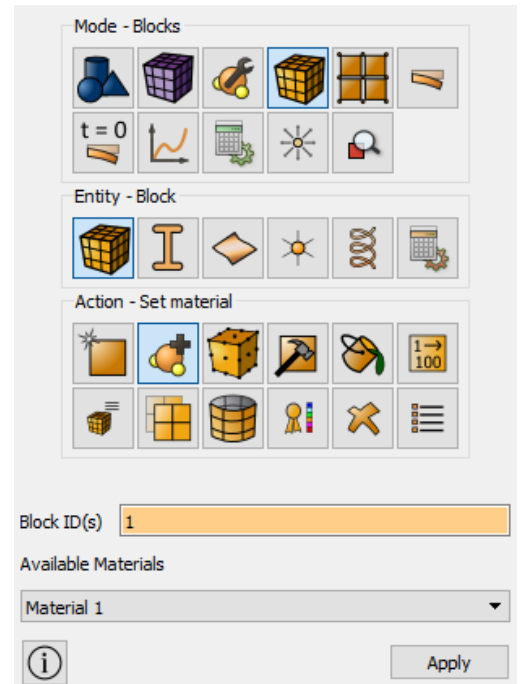 Mode - Blocks
t = 0
Entity - Block
Action - Set material
1→
100
Block ID(s) 1
Available Materials
Material 1
i Apply